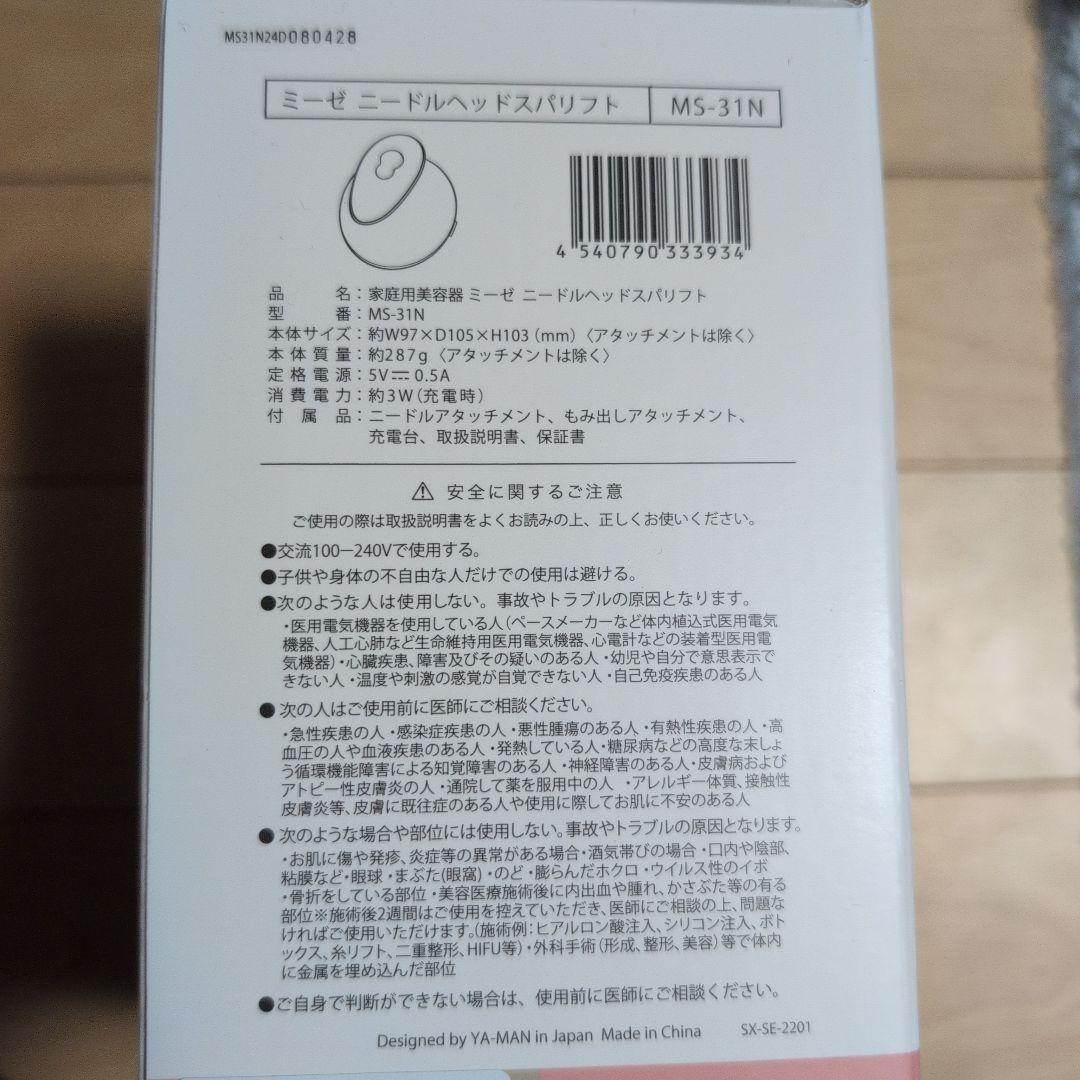 MS31N24D080428
ミーゼ ニードルヘッドスパリフト MS-31N
4 540790 333934
品名：家庭用美容器 ミーゼ ニードルヘッドスパリフト
型番：MS-31N
本体サイズ：約W97×D105×H103（mm）〈アタッチメントは除く〉
本体質量：約287g〈アタッチメントは除く〉
定格電源：5V⎓0.5A
消費電力：約3W（充電時）
付属品：ニードルアタッチメント、もみ出しアタッチメント、
充電台、取扱説明書、保証書
⚠ 安全に関するご注意
ご使用の際は取扱説明書をよくお読みの上、正しくお使いください。
●交流100－240Vで使用する。
●子供や身体の不自由な人だけでの使用は避ける。
●次のような人は使用しない。事故やトラブルの原因となります。
・医用電気機器を使用している人（ペースメーカーなど体内植込式医用電気
機器、人工心肺など生命維持用医用電気機器、心電計などの装着型医用電
気機器）・心臓疾患、障害及びその疑いのある人・幼児や自分で意思表示で
きない人・温度や刺激の感覚が自覚できない人・自己免疫疾患のある人
●次の人はご使用前に医師にご相談ください。
・急性疾患の人・感染症疾患の人・悪性腫瘍のある人・有熱性疾患の人・高
血圧の人や血液疾患のある人・発熱している人・糖尿病などの高度な末しょ
う循環機能障害による知覚障害のある人・神経障害のある人・皮膚病および
アトピー性皮膚炎の人・通院して薬を服用中の人 ・アレルギー体質、接触性
皮膚炎等、皮膚に既往症のある人や使用に際してお肌に不安のある人
●次のような場合や部位には使用しない。事故やトラブルの原因となります。
・お肌に傷や発疹、炎症等の異常がある場合・酒気帯びの場合・口内や陰部、
粘膜など・眼球・まぶた(眼窩)・のど・膨らんだホクロ・ウイルス性のイボ
・骨折をしている部位・美容医療施術後に内出血や腫れ、かさぶた等の有る
部位※施術後2週間はご使用を控えていただき、医師にご相談の上、問題な
ければご使用いただけます。（施術例：ヒアルロン酸注入、シリコン注入、ボト
ックス、糸リフト、二重整形、HIFU等）・外科手術（形成、整形、美容）等で体内
に金属を埋め込んだ部位
●ご自身で判断ができない場合は、使用前に医師にご相談ください。
Designed by YA-MAN in Japan Made in China SX-SE-2201